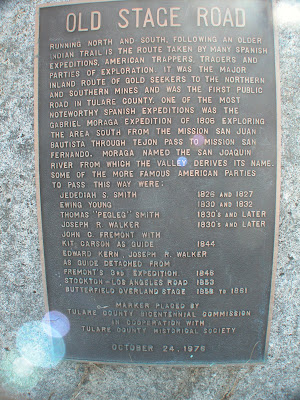 OLD STAGE ROAD
RUNNING NORTH AND SOUTH, FOLLOWING AN OLDER
INDIAN TRAIL IS THE ROUTE TAKEN BY MANY SPANISH
EXPEDITIONS, AMERICAN TRAPPERS, TRADERS AND
PARTIES OF EXPLORATION. IT WAS THE MAJOR
INLAND ROUTE OF GOLD SEEKERS TO THE NORTHERN
AND SOUTHERN MINES AND WAS THE FIRST PUBLIC
ROAD IN TULARE COUNTY. ONE OF THE MOST
NOTEWORTHY SPANISH EXPEDITIONS WAS THE
GABRIEL MORAGA EXPEDITION OF 1806 EXPLORING
THE AREA SOUTH FROM THE MISSION SAN JUAN
BAUTISTA THROUGH TEJON PASS TO MISSION SAN
FERNANDO. MORAGA NAMED THE SAN JOAQUIN
RIVER FROM WHICH THE VALLEY DERIVES ITS NAME.
SOME OF THE MORE FAMOUS AMERICAN PARTIES
TO PASS THIS WAY WERE:
JEDEDIAH S. SMITH 1826 AND 1827
EWING YOUNG 1830 AND 1832
THOMAS "PEGLEG" SMITH 1830'S AND LATER
JOSEPH R. WALKER 1830'S AND LATER
JOHN C. FREMONT WITH
KIT CARSON AS GUIDE 1844
EDWARD KERN, JOSEPH R. WALKER
AS GUIDE DETACHED FROM
FREMONT'S 3RD EXPEDITION 1845
STOCKTON - LOS ANGELES ROAD 1853
BUTTERFIELD OVERLAND STAGE 1858 TO 1861
MARKER PLACED BY
TULARE COUNTY BICENTENNIAL COMMISSION
IN COOPERATION WITH
TULARE COUNTY HISTORICAL SOCIETY
OCTOBER 24, 1976